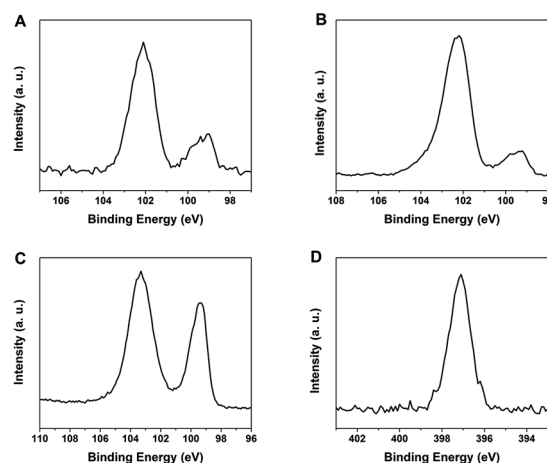 A
Intensity (a. u.)
106 104 102 100 98
Binding Energy (eV)
B
Intensity (a. u.)
108 106 104 102 100 98
Binding Energy (eV)
C
Intensity (a. u.)
110 108 106 104 102 100 98 96
Binding Energy (eV)
D
Intensity (a. u.)
402 400 398 396 394
Binding Energy (eV)